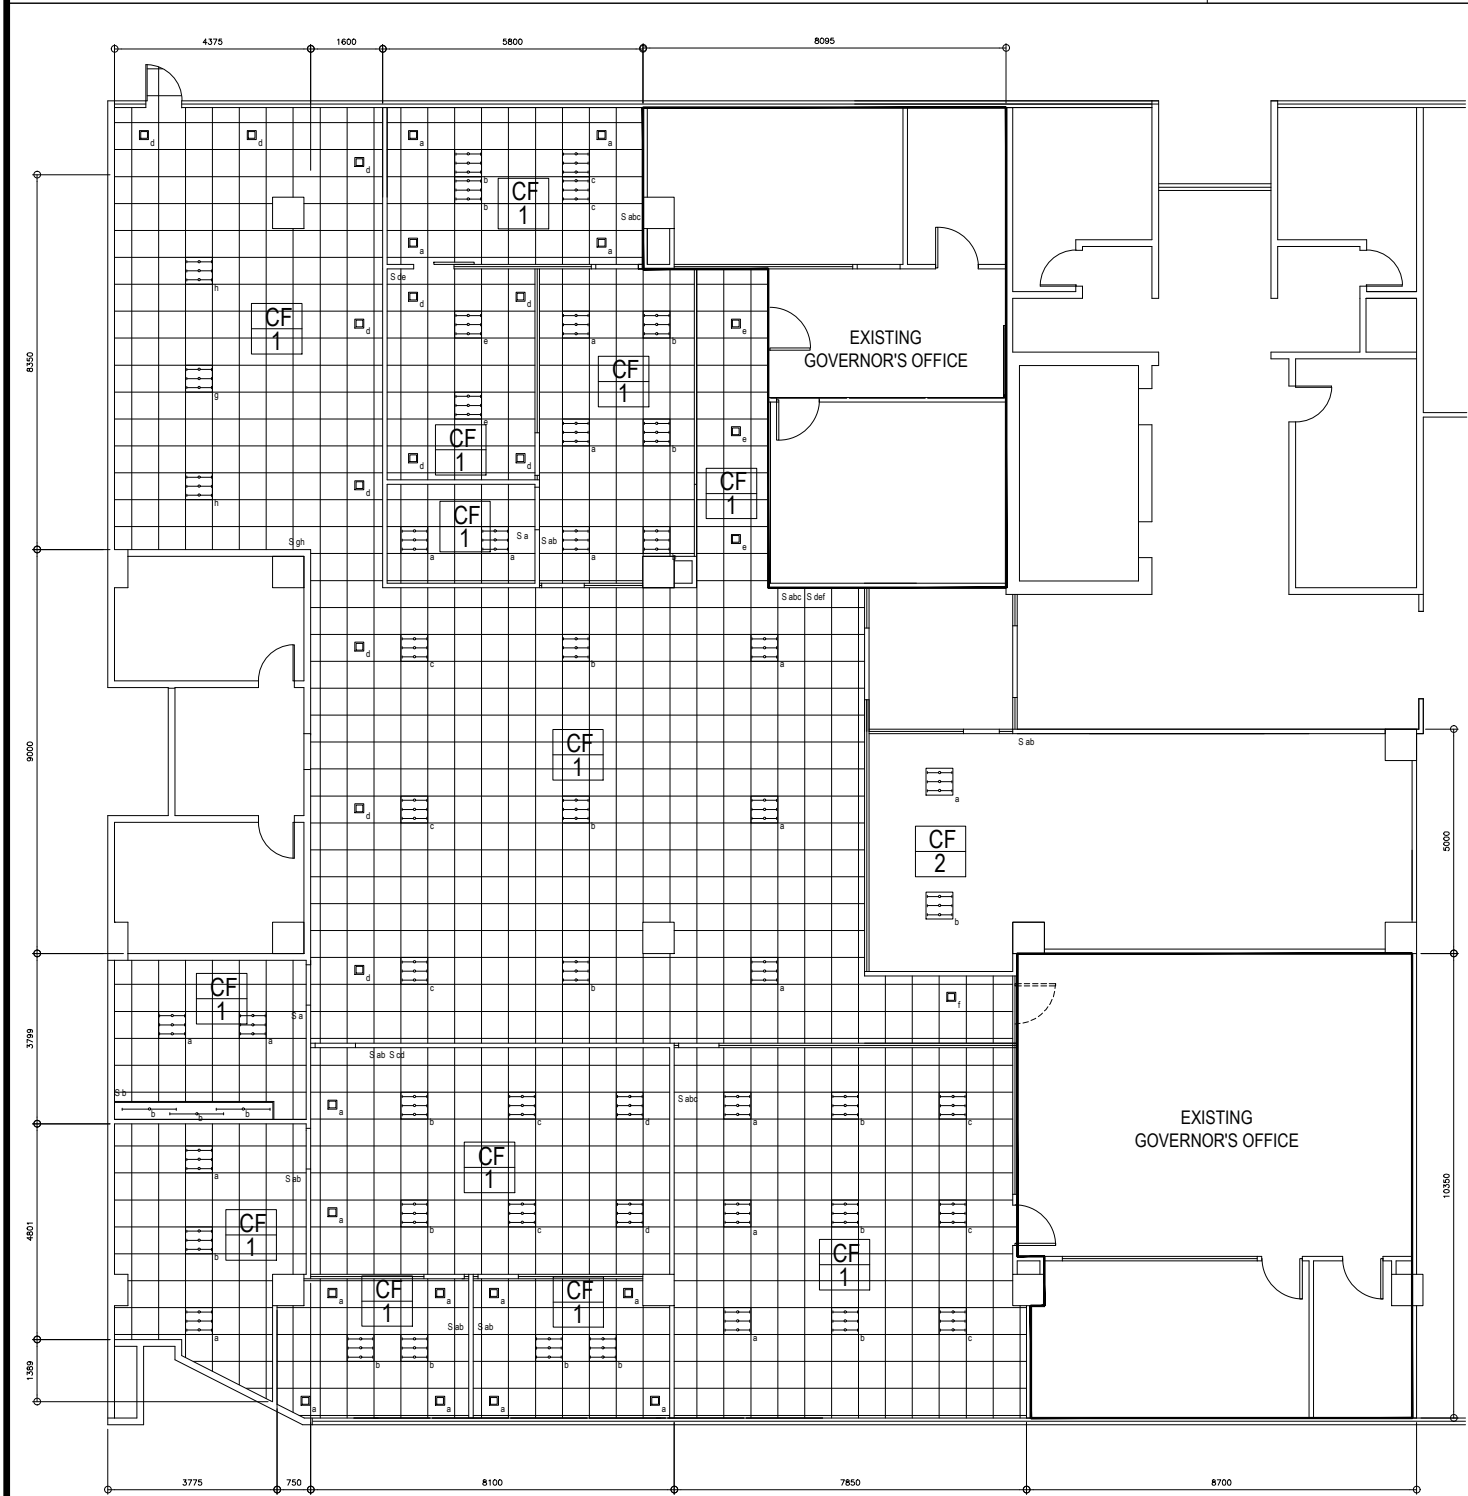 4375 1600 5800 8095
d d a a
d
b c
CF
1
b c
S abc
a a
S de
h
d d
CF
1
d e a b e
CF
1
EXISTING
GOVERNOR'S OFFICE
8350
g
e a b e
CF
1
d d
CF
1
h d
CF
1
S a S ab
S gh
a a a e
S abc S def
d c b a
CF
1
S ab
9000
a
d c b a
CF
2
5000
b
d c b a
CF
1
f
S a
a a
3799
S ab S cd
S b
b b b
a b c d
S abc
a b c
EXISTING
GOVERNOR'S OFFICE
CF
1
a
S ab
10350
4801
CF
1
b
a b c d a b c
CF
1
CF
1
CF
1
a a a a
S ab S ab
a b b b b a b c
1389
a a a a
3775 750 8100 7850 8700